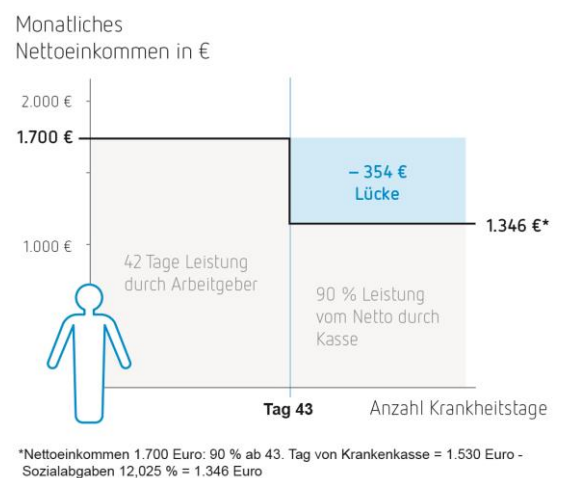 Monatliches
Nettoeinkommen in €
2.000 €
1.700 €
– 354 €
Lücke
1.346 €*
1.000 €
42 Tage Leistung
durch Arbeitgeber
90 % Leistung
vom Netto durch
Kasse
Tag 43
Anzahl Krankheitstage
*Nettoeinkommen 1.700 Euro: 90 % ab 43. Tag von Krankenkasse = 1.530 Euro -
Sozialabgaben 12,025 % = 1.346 Euro